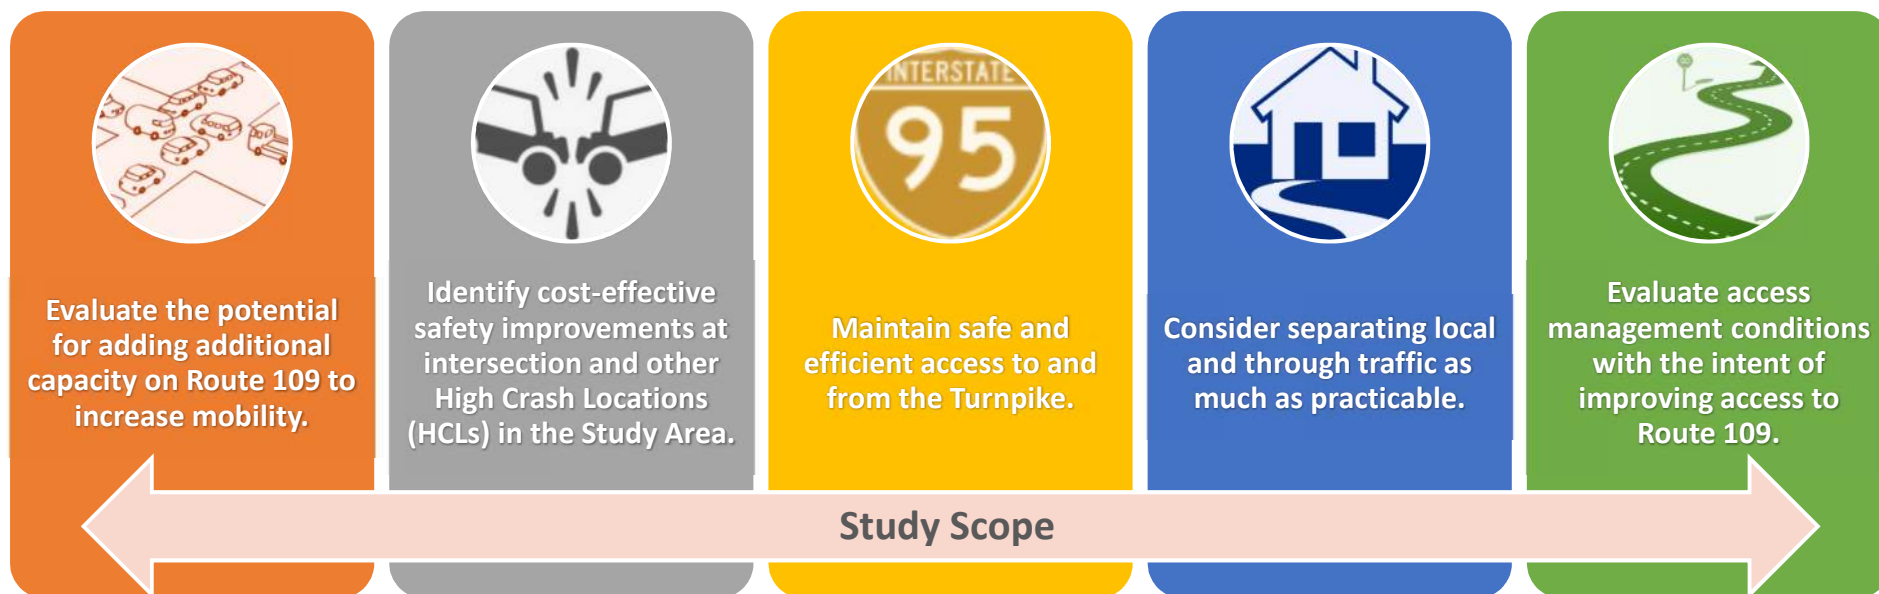 Evaluate the potential
for adding additional
capacity on Route 109 to
increase mobility.
Identify cost-effective
safety improvements at
intersection and other
High Crash Locations
(HCLs) in the Study Area.
INTERSTATE
95
Maintain safe and
efficient access to and
from the Turnpike.
Consider separating local
and through traffic as
much as practicable.
Evaluate access
management conditions
with the intent of
improving access to
Route 109.
Study Scope